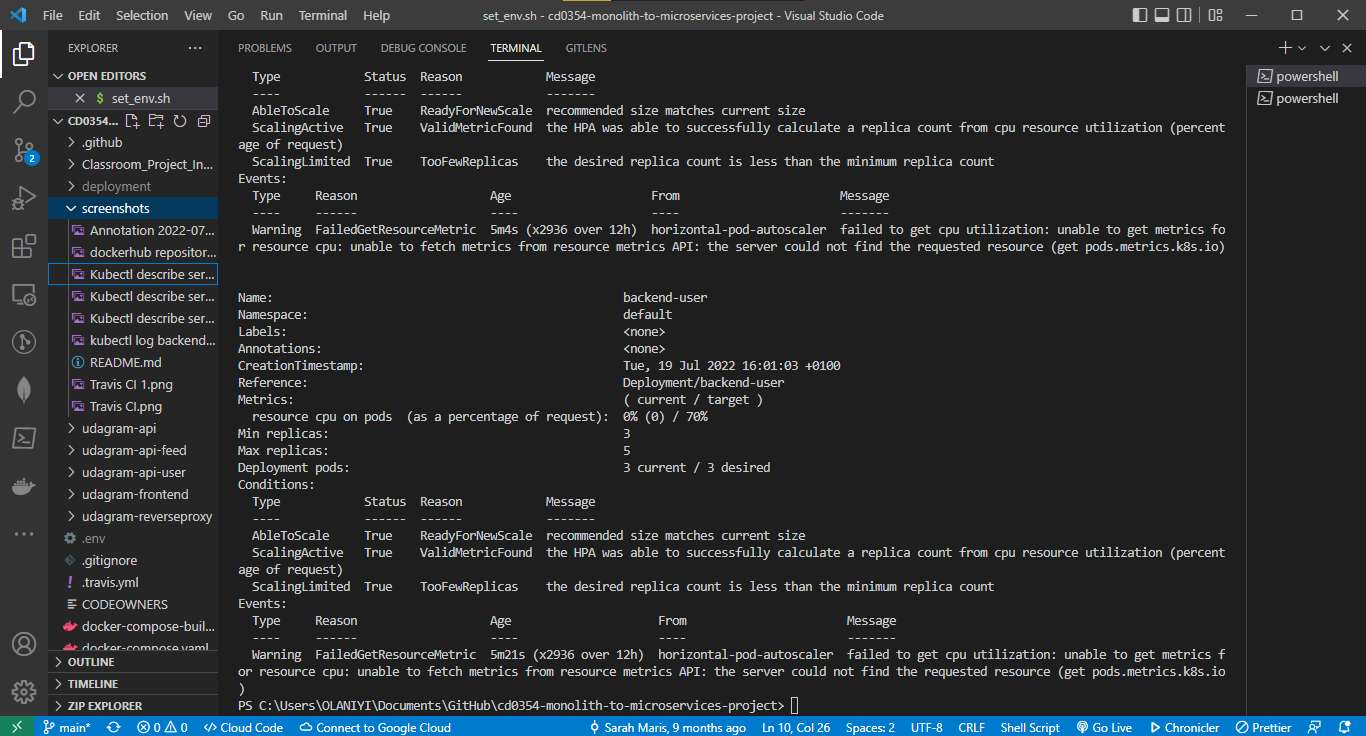 File Edit Selection View Go Run Terminal Help set_env.sh - cd0354-monolith-to-microservices-project - Visual Studio Code
EXPLORER
OPEN EDITORS
$ set_env.sh
CD0354...
.github
Classroom_Project_In...
deployment
screenshots
Annotation 2022-07...
dockerhub repositor...
Kubectl describe ser...
Kubectl describe ser...
Kubectl describe ser...
kubectl log backend...
README.md
Travis CI 1.png
Travis CI.png
udagram-api
udagram-api-feed
udagram-api-user
udagram-frontend
udagram-reverseproxy
.env
.gitignore
! .travis.yml
CODEOWNERS
docker-compose-buil...
docker-compose.yaml
OUTLINE
TIMELINE
ZIP EXPLORER
2
PROBLEMS OUTPUT DEBUG CONSOLE TERMINAL GITLENS
Type Status Reason Message
---- ------ ------ -------
AbleToScale True ReadyForNewScale recommended size matches current size
ScalingActive True ValidMetricFound the HPA was able to successfully calculate a replica count from cpu resource utilization (percent
age of request)
ScalingLimited True TooFewReplicas the desired replica count is less than the minimum replica count
Events:
Type Reason Age From Message
---- ------ ---- ---- -------
Warning FailedGetResourceMetric 5m4s (x2936 over 12h) horizontal-pod-autoscaler failed to get cpu utilization: unable to get metrics fo
r resource cpu: unable to fetch metrics from resource metrics API: the server could not find the requested resource (get pods.metrics.k8s.io)
Name: backend-user
Namespace: default
Labels: <none>
Annotations: <none>
CreationTimestamp: Tue, 19 Jul 2022 16:01:03 +0100
Reference: Deployment/backend-user
Metrics: ( current / target )
resource cpu on pods (as a percentage of request): 0% (0) / 70%
Min replicas: 3
Max replicas: 5
Deployment pods: 3 current / 3 desired
Conditions:
Type Status Reason Message
---- ------ ------ -------
AbleToScale True ReadyForNewScale recommended size matches current size
ScalingActive True ValidMetricFound the HPA was able to successfully calculate a replica count from cpu resource utilization (percent
age of request)
ScalingLimited True TooFewReplicas the desired replica count is less than the minimum replica count
Events:
Type Reason Age From Message
---- ------ ---- ---- -------
Warning FailedGetResourceMetric 5m21s (x2936 over 12h) horizontal-pod-autoscaler failed to get cpu utilization: unable to get metrics f
or resource cpu: unable to fetch metrics from resource metrics API: the server could not find the requested resource (get pods.metrics.k8s.io
)
PS C:\Users\OLANIYI\Documents\GitHub\cd0354-monolith-to-microservices-project>
powershell
powershell
main* 0 0 Cloud Code Connect to Google Cloud Sarah Maris, 9 months ago Ln 10, Col 26 Spaces: 2 UTF-8 CRLF Shell Script Go Live Chronicler Prettier